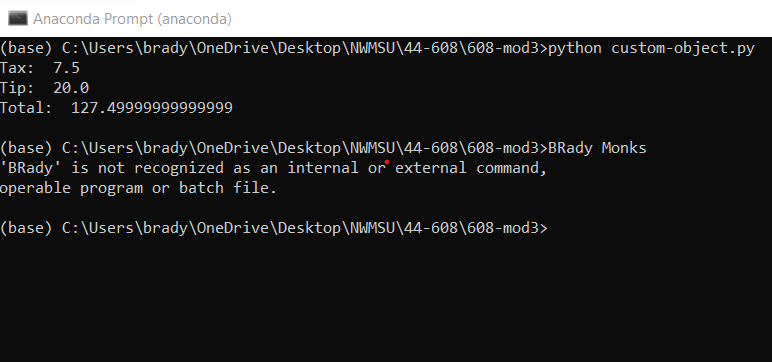 Anaconda Prompt (anaconda)
(base) C:\Users\brady\OneDrive\Desktop\NWMSU\44-608\608-mod3>python custom-object.py
Tax:  7.5
Tip:  20.0
Total:  127.49999999999999
(base) C:\Users\brady\OneDrive\Desktop\NWMSU\44-608\608-mod3>BRady Monks
'BRady' is not recognized as an internal or external command,
operable program or batch file.
(base) C:\Users\brady\OneDrive\Desktop\NWMSU\44-608\608-mod3>